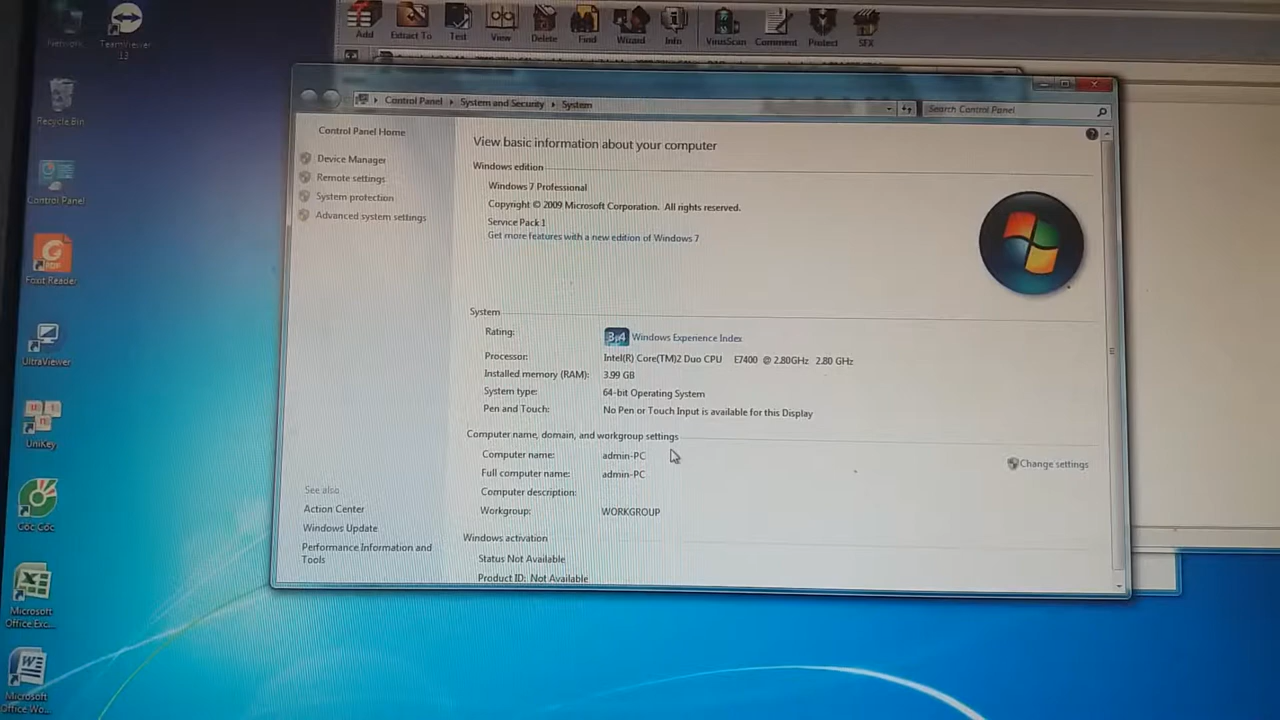 Network
TeamViewer
13
Recycle Bin
Control Panel
Foxit Reader
UltraViewer
UniKey
Cốc Cốc
Microsoft
Office Exc...
Microsoft
Office Wo...
Add
Extract To
Test
View
Delete
Find
Wizard
Info
VirusScan
Comment
Protect
SFX
Control Panel
System and Security
System
Search Control Panel
Control Panel Home
Device Manager
Remote settings
System protection
Advanced system settings
See also
Action Center
Windows Update
Performance Information and
Tools
View basic information about your computer
Windows edition
Windows 7 Professional
Copyright © 2009 Microsoft Corporation. All rights reserved.
Service Pack 1
Get more features with a new edition of Windows 7
System
Rating: 3,4 Windows Experience Index
Processor: Intel(R) Core(TM)2 Duo CPU E7400 @ 2.80GHz 2.80 GHz
Installed memory (RAM): 3.99 GB
System type: 64-bit Operating System
Pen and Touch: No Pen or Touch Input is available for this Display
Computer name, domain, and workgroup settings
Computer name: admin-PC
Change settings
Full computer name: admin-PC
Computer description:
Workgroup: WORKGROUP
Windows activation
Status Not Available
Product ID: Not Available